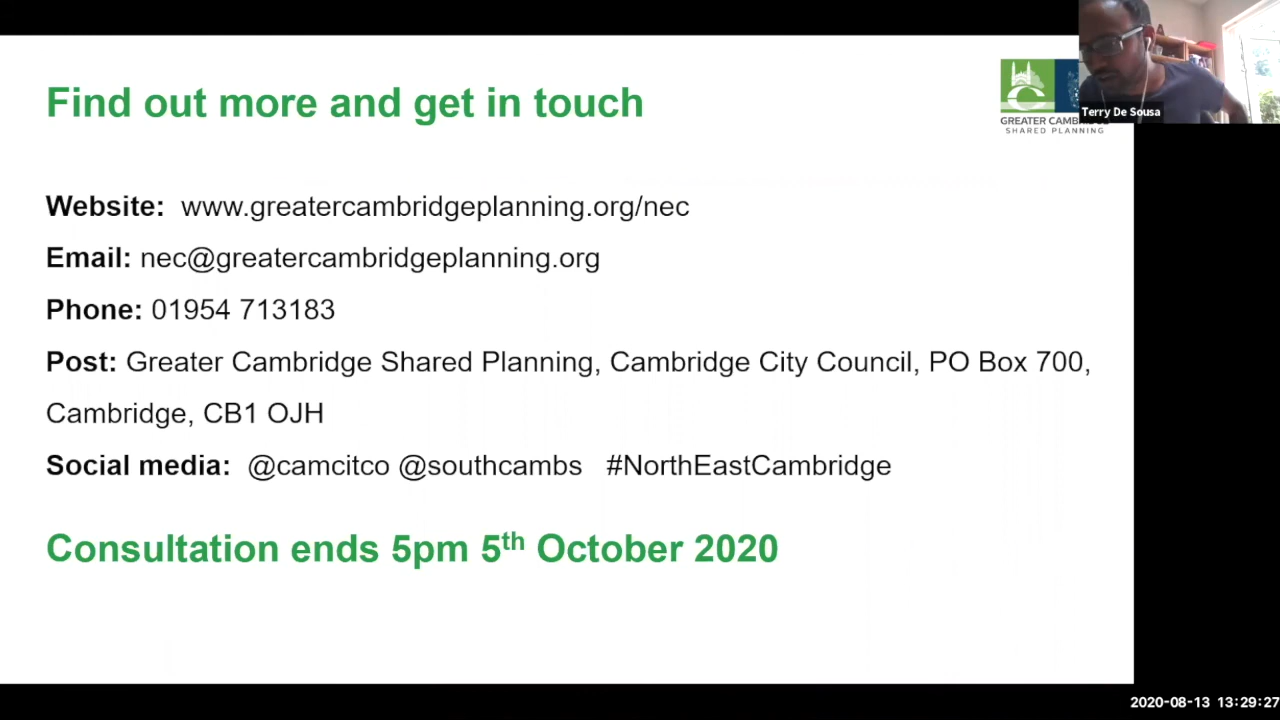 Find out more and get in touch
GREATER CAMB
SHARED PLANNING
Terry De Sousa
Website: www.greatercambridgeplanning.org/nec
Email: nec@greatercambridgeplanning.org
Phone: 01954 713183
Post: Greater Cambridge Shared Planning, Cambridge City Council, PO Box 700,
Cambridge, CB1 OJH
Social media: @camcitco @southcambs #NorthEastCambridge
Consultation ends 5pm 5th October 2020
2020-08-13 13:29:27